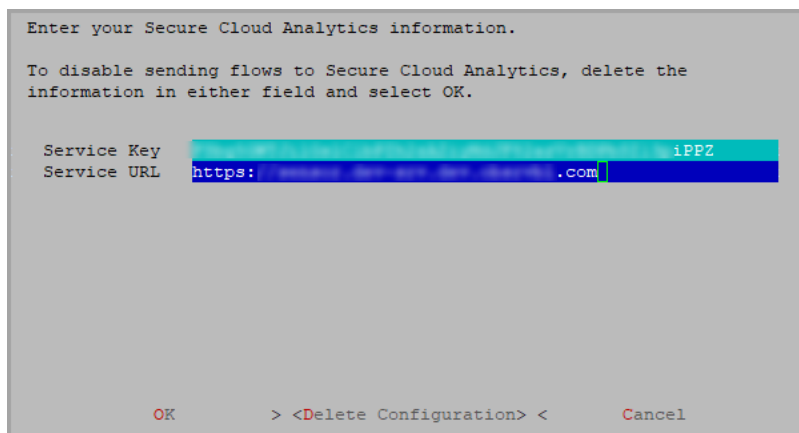 Enter your Secure Cloud Analytics information.
To disable sending flows to Secure Cloud Analytics, delete the
information in either field and select OK.
Service Key iPPZ
Service URL https: .com
OK > <Delete Configuration> < Cancel